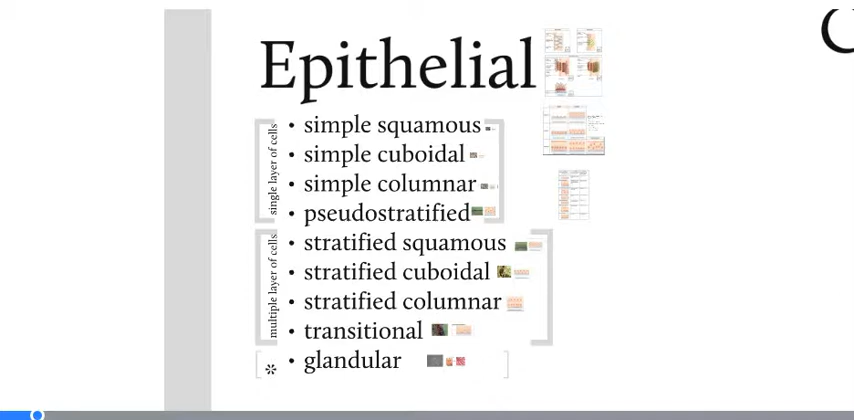 Epithelial
single layer of cells
• simple squamous
• simple cuboidal
• simple columnar
• pseudostratified
multiple layer of cells
• stratified squamous
• stratified cuboidal
• stratified columnar
• transitional
* • glandular